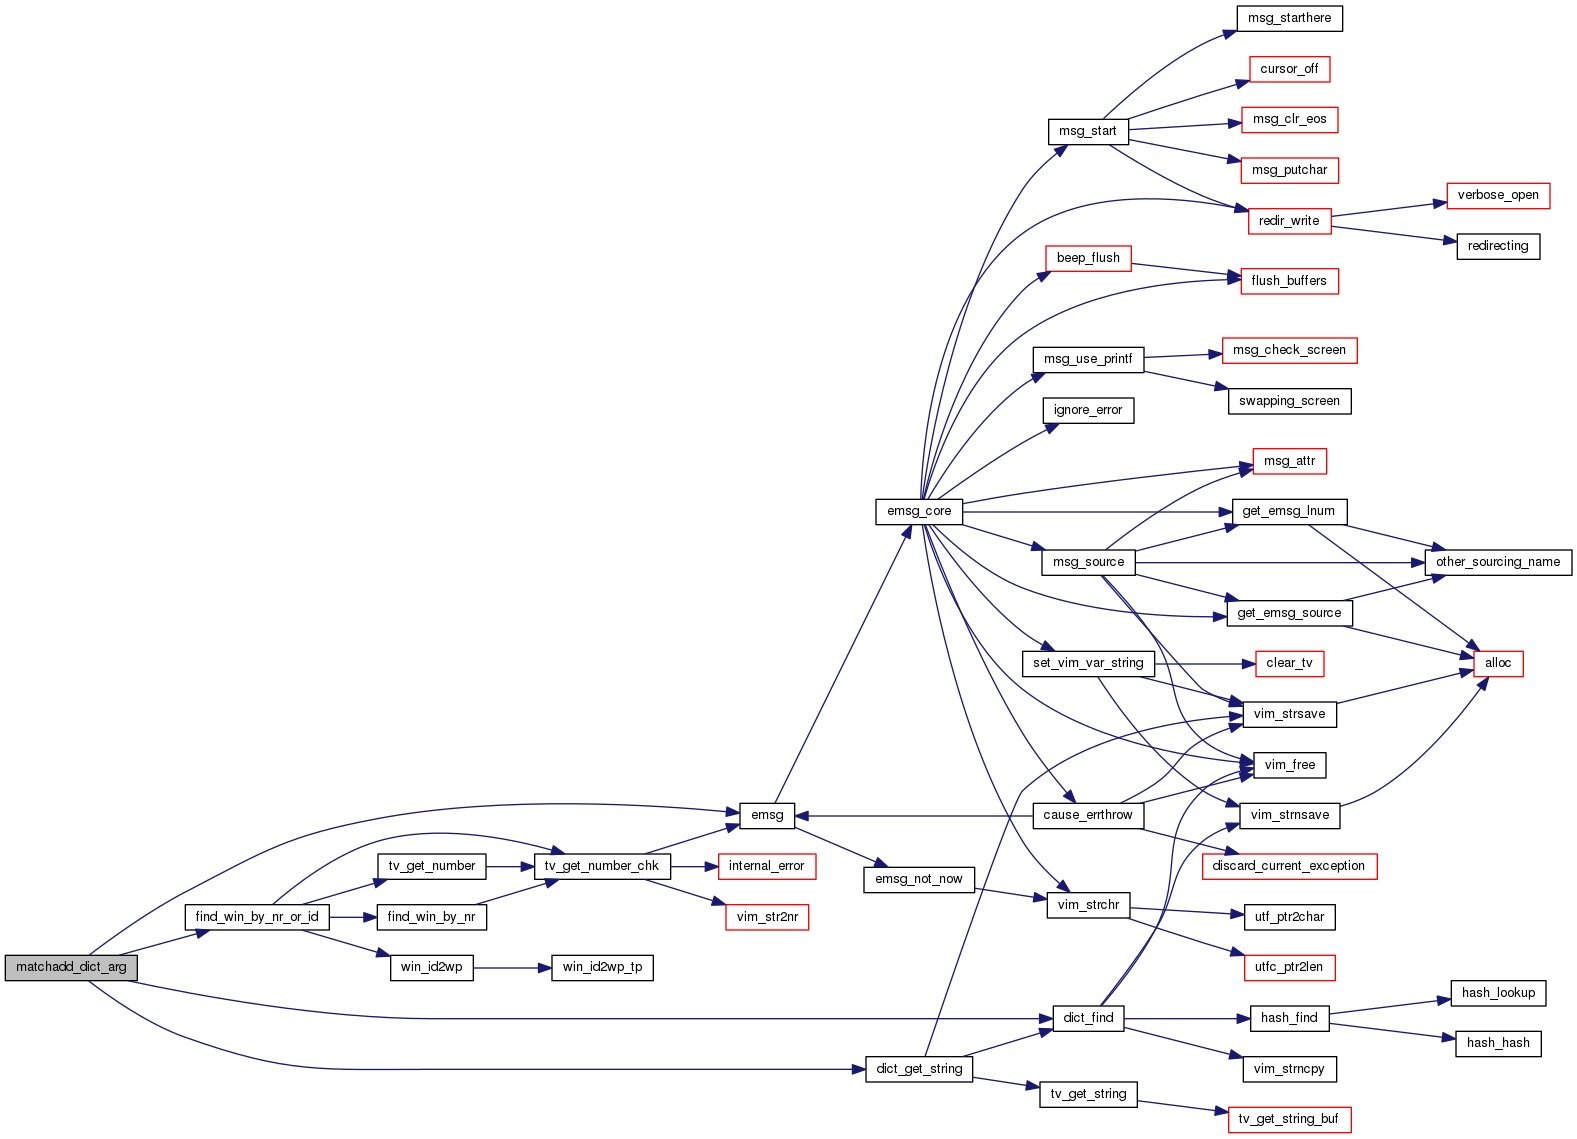 msg_starthere
cursor_off
msg_clr_eos
msg_start
msg_putchar
verbose_open
redir_write
redirecting
beep_flush
flush_buffers
msg_check_screen
msg_use_printf
swapping_screen
ignore_error
msg_attr
emsg_core
get_emsg_lnum
msg_source
other_sourcing_name
get_emsg_source
set_vim_var_string
clear_tv
alloc
vim_strsave
vim_free
emsg
cause_errthrow
vim_strnsave
tv_get_number
tv_get_number_chk
internal_error
discard_current_exception
emsg_not_now
vim_strchr
find_win_by_nr_or_id
find_win_by_nr
vim_str2nr
utf_ptr2char
matchadd_dict_arg
win_id2wp
win_id2wp_tp
utfc_ptr2len
hash_lookup
dict_find
hash_find
hash_hash
dict_get_string
vim_strncpy
tv_get_string
tv_get_string_buf